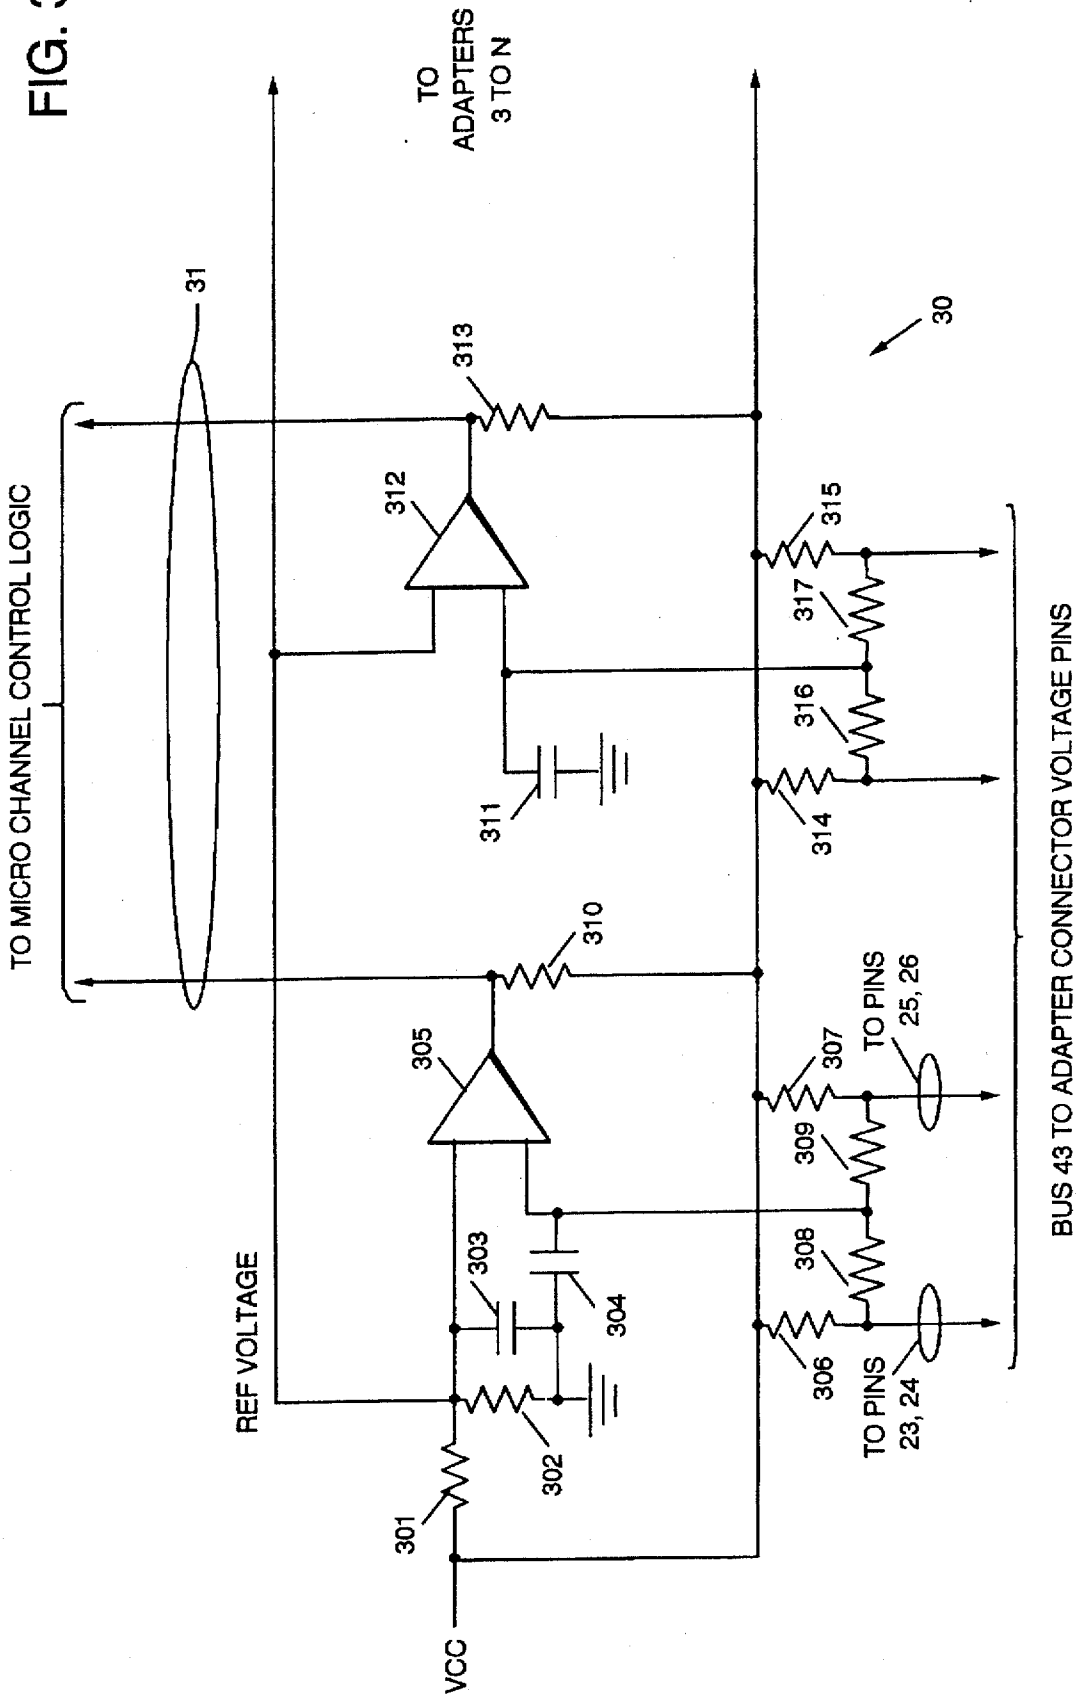 FIG. 3
TO MICRO CHANNEL CONTROL LOGIC
31
REF VOLTAGE
TO
ADAPTERS
3 TO N
VCC
301
302
303
304
305
310
311
312
313
30
306
307
308
309
314
315
316
317
TO PINS
23, 24
TO PINS
25, 26
BUS 43 TO ADAPTER CONNECTOR VOLTAGE PINS